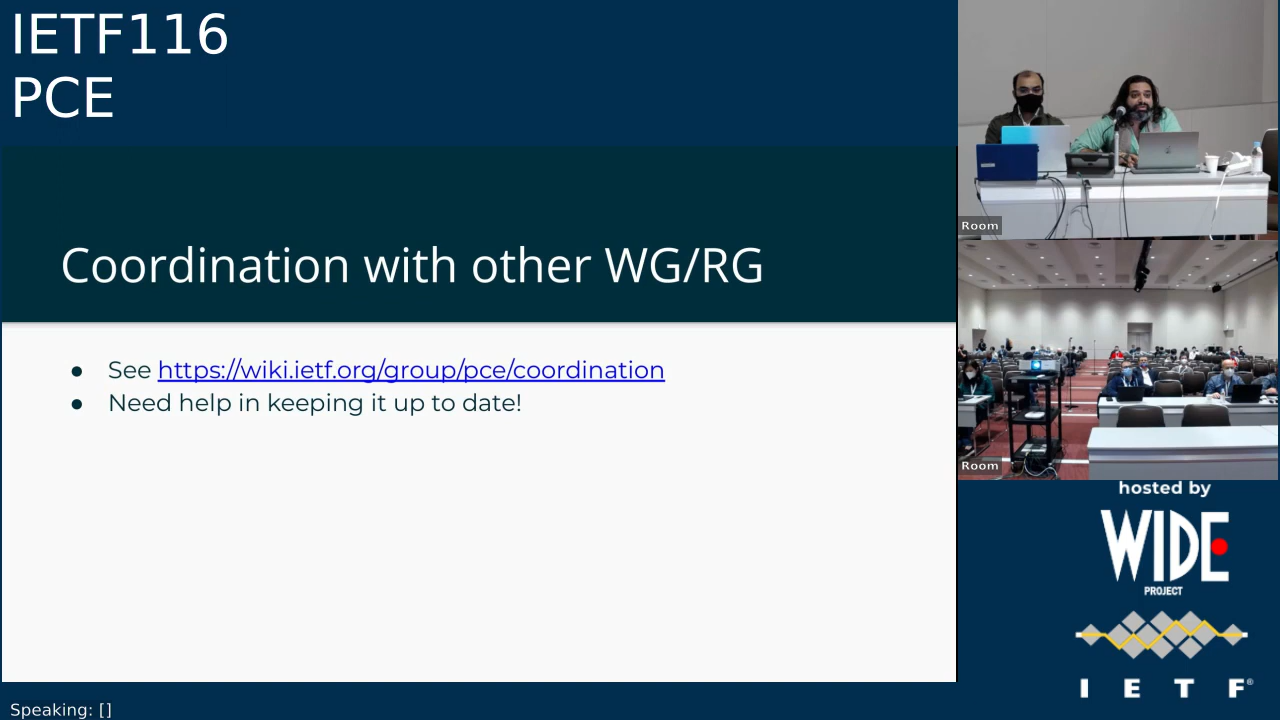 IETF116
PCE
Coordination with other WG/RG
● See https://wiki.ietf.org/group/pce/coordination
● Need help in keeping it up to date!
Room
Room
hosted by
WIDE
PROJECT
I E T F®
Speaking: []